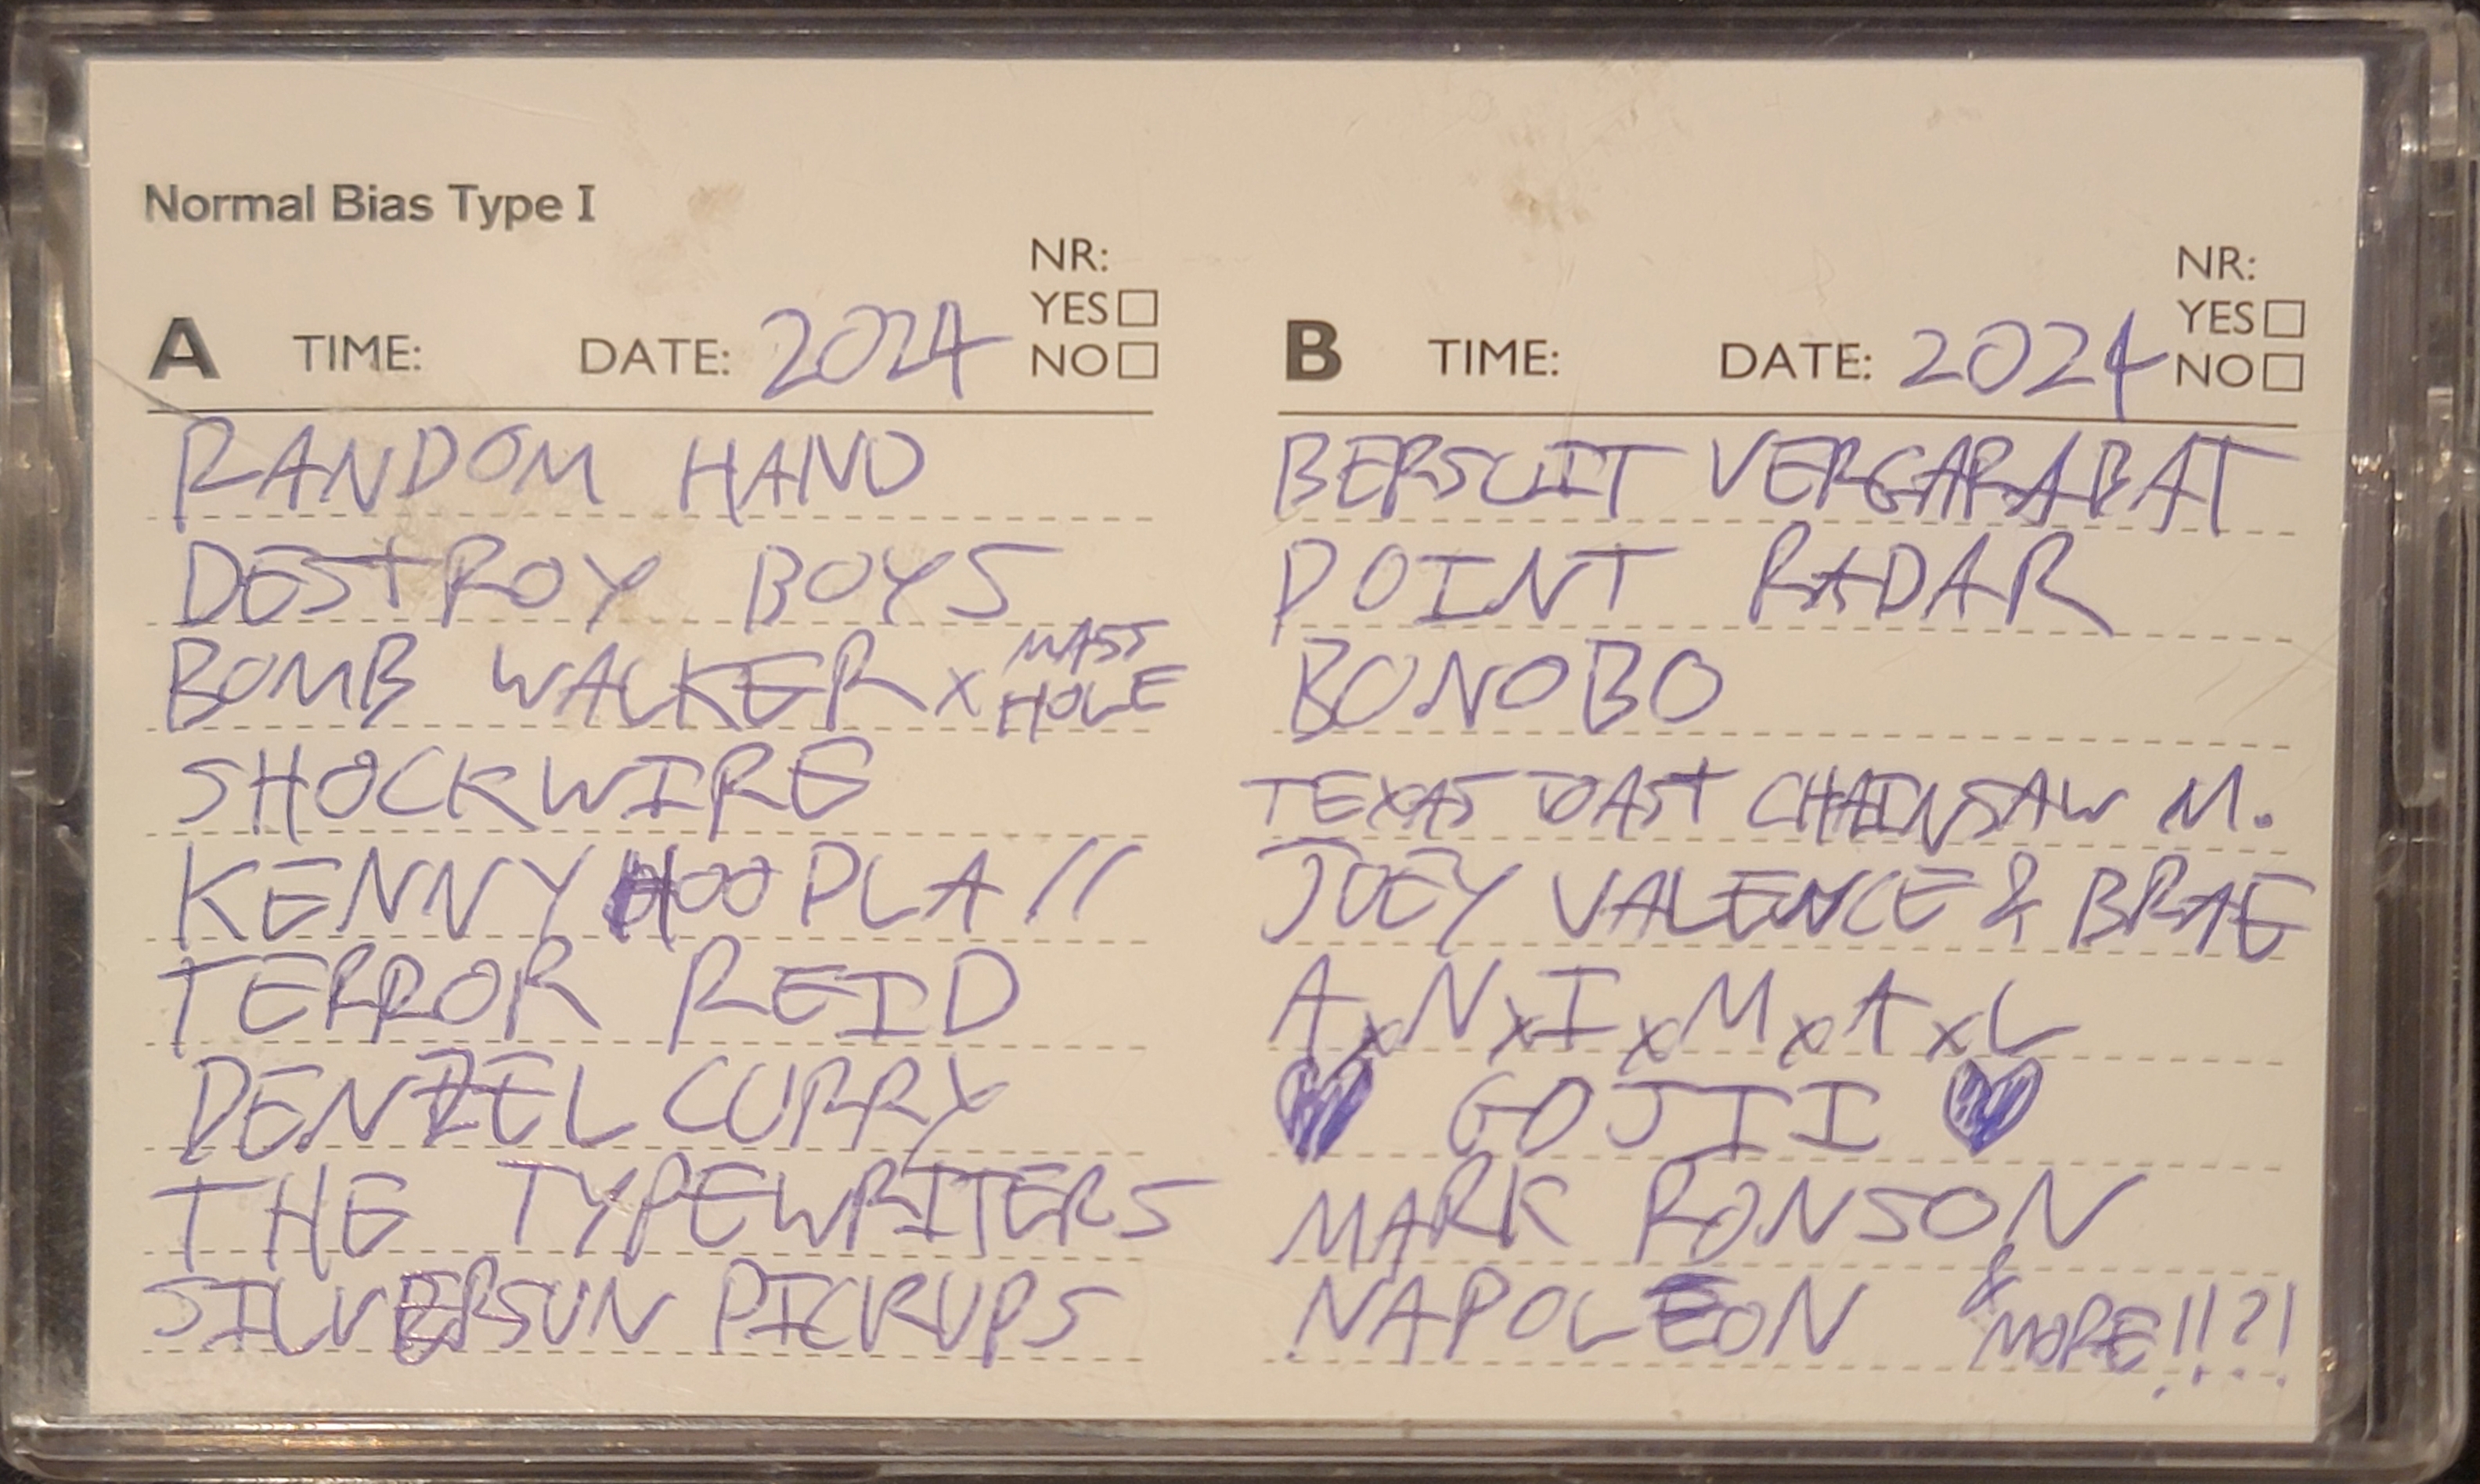 Normal Bias Type I
NR:
YES
NO
A TIME: DATE: 2024
RANDOM HAND
DESTROY BOYS
BOMB WALKER x MASS HOLE
SHOCKWIRE
KENNY HOOPLA //
TERROR REID
DENZEL CURRY
THE TYPEWRITERS
SILVERSUN PICKUPS
NR:
YES
NO
B TIME: DATE: 2024
BERSUIT VERGARABAT
POINT RADAR
BONOBO
TEXAS TOAST CHAINSAW M.
JOEY VALENCE & BRAE
AxNxIxMxAxL
♥ GOJII ♥
MARK RONSON
NAPOLEON & MORE!!?!